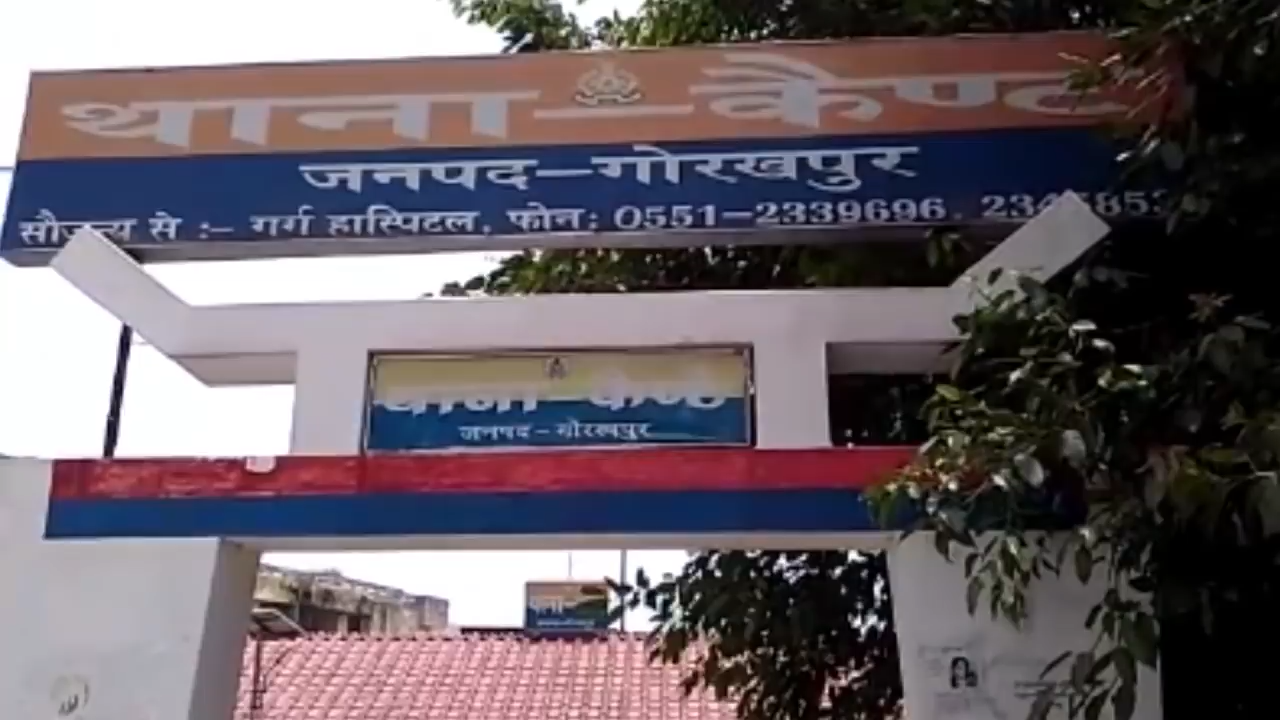 थाना-कैण्ट
जनपद-गोरखपुर
सौजन्य से :- गर्ग हास्पिटल, फोन: 0551-2339696,
थाना कैण्ट
जनपद-गोरखपुर
थाना